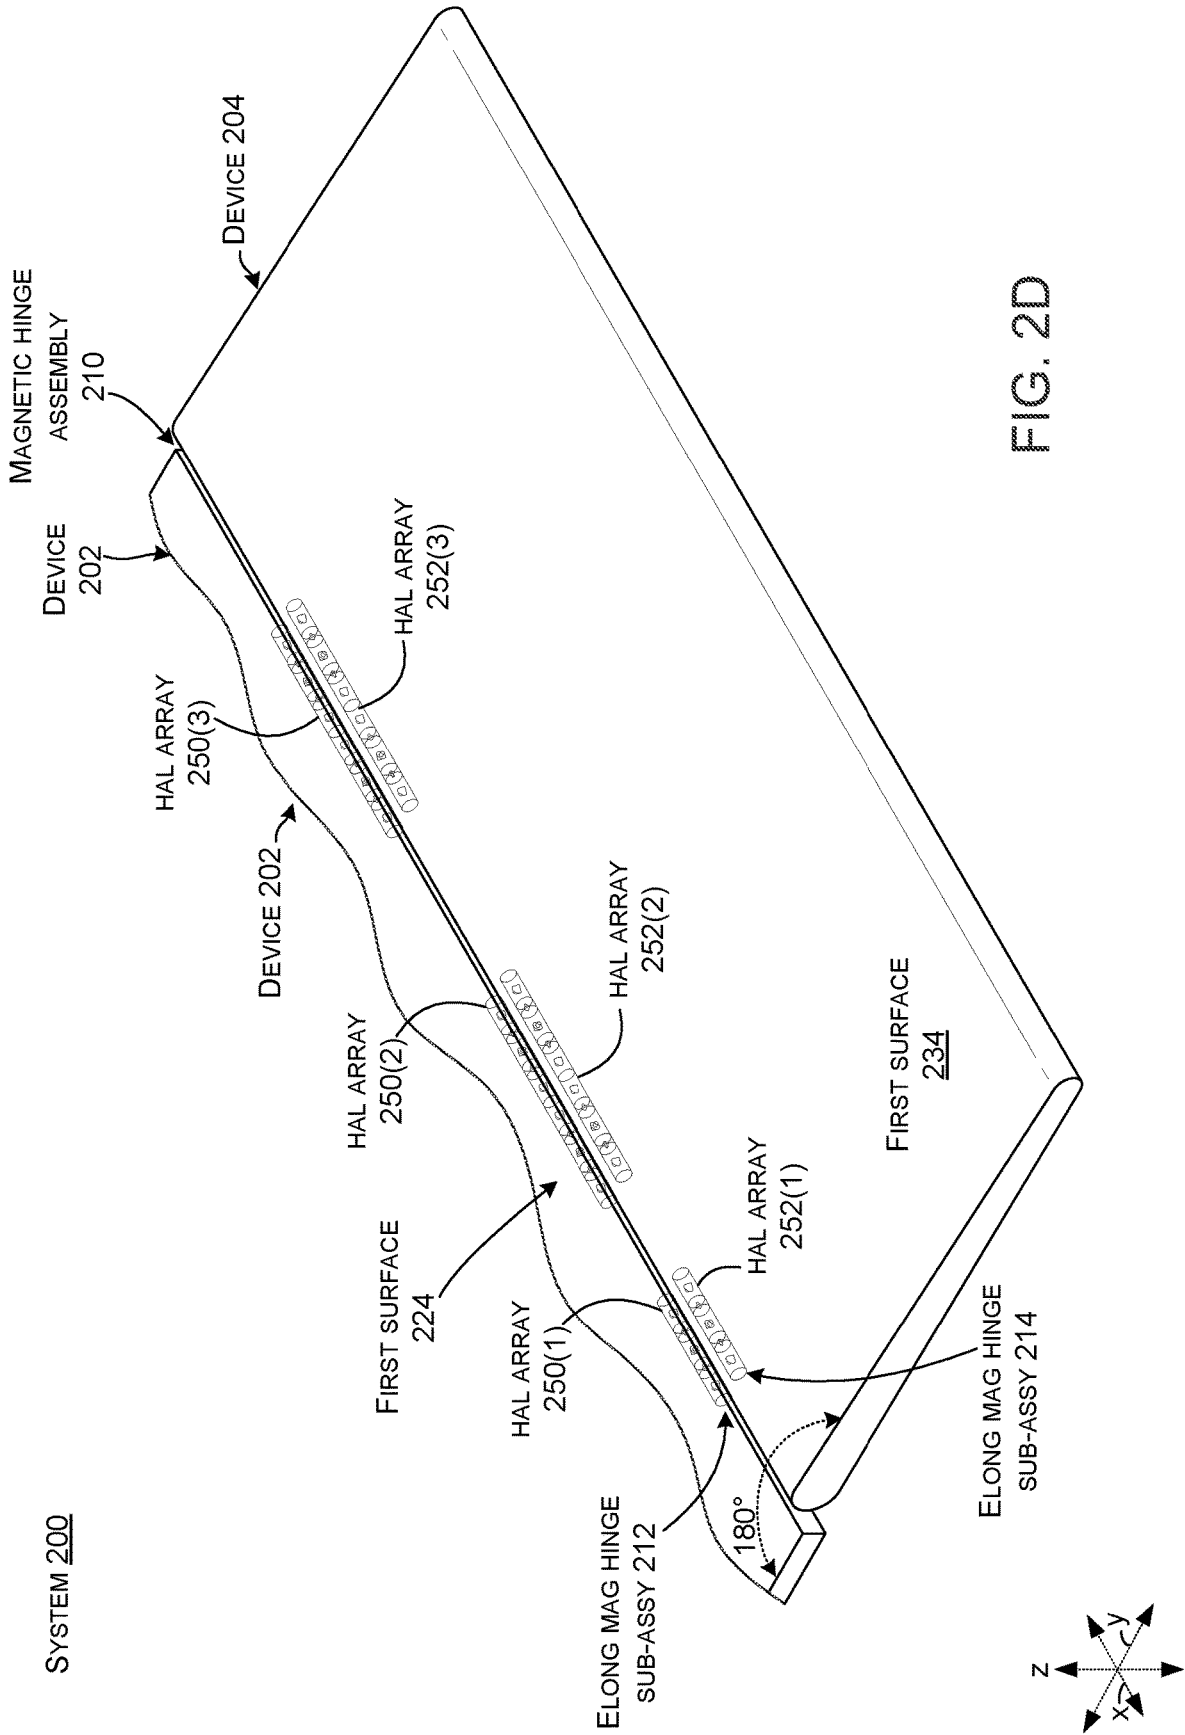 SYSTEM 200
MAGNETIC HINGE
ASSEMBLY
210
DEVICE
202
DEVICE 204
HAL ARRAY
250(3)
DEVICE 202
HAL ARRAY
252(3)
HAL ARRAY
250(2)
HAL ARRAY
252(2)
FIRST SURFACE
224
HAL ARRAY
250(1)
HAL ARRAY
252(1)
FIRST SURFACE
234
ELONG MAG HINGE
SUB-ASSY 212
180°
ELONG MAG HINGE
SUB-ASSY 214
z
x
y
FIG. 2D